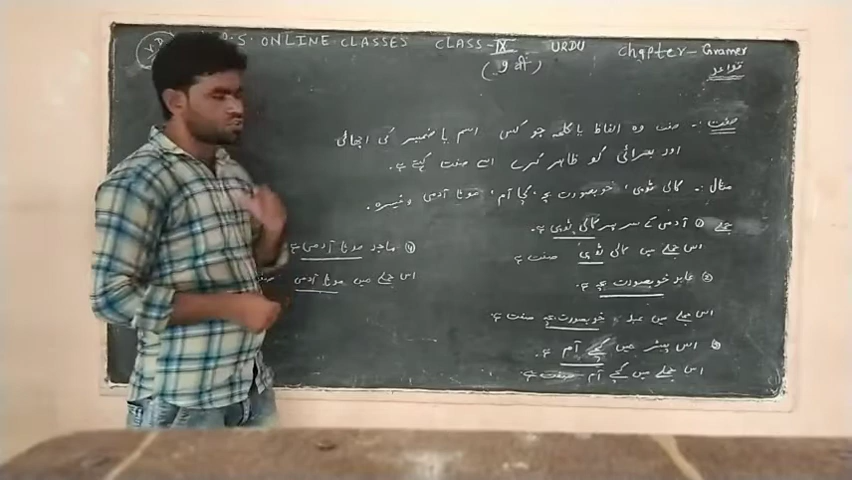 P.S. ONLINE CLASSES CLASS-IX URDU Chapter- Gramer
(9 वीं) قواعد
صفت :۔ صفت وہ الفاظ یا کلمہ جو کسی اسم یا ضمیر کی اچھائی
اور برائی کو ظاہر کرے اسے صفت کہتے ہے۔
مثال :۔ کالی ٹوپی، خوبصورت بچہ، کچا آم، موٹا آدمی وغیرہ۔
جملے ① آدمی کے سر پر کالی ٹوپی ہے۔
اس جملے میں کالی ٹوپی صفت ہے
② عابد خوبصورت بچہ ہے۔
اس جملے میں خوبصورت بچہ صفت ہے
③ اس پیڑ میں کچے آم ہے۔
اس جملے میں کچے آم صفت ہے
④ ماجد موٹا آدمی ہے
اس جملے میں موٹا آدمی